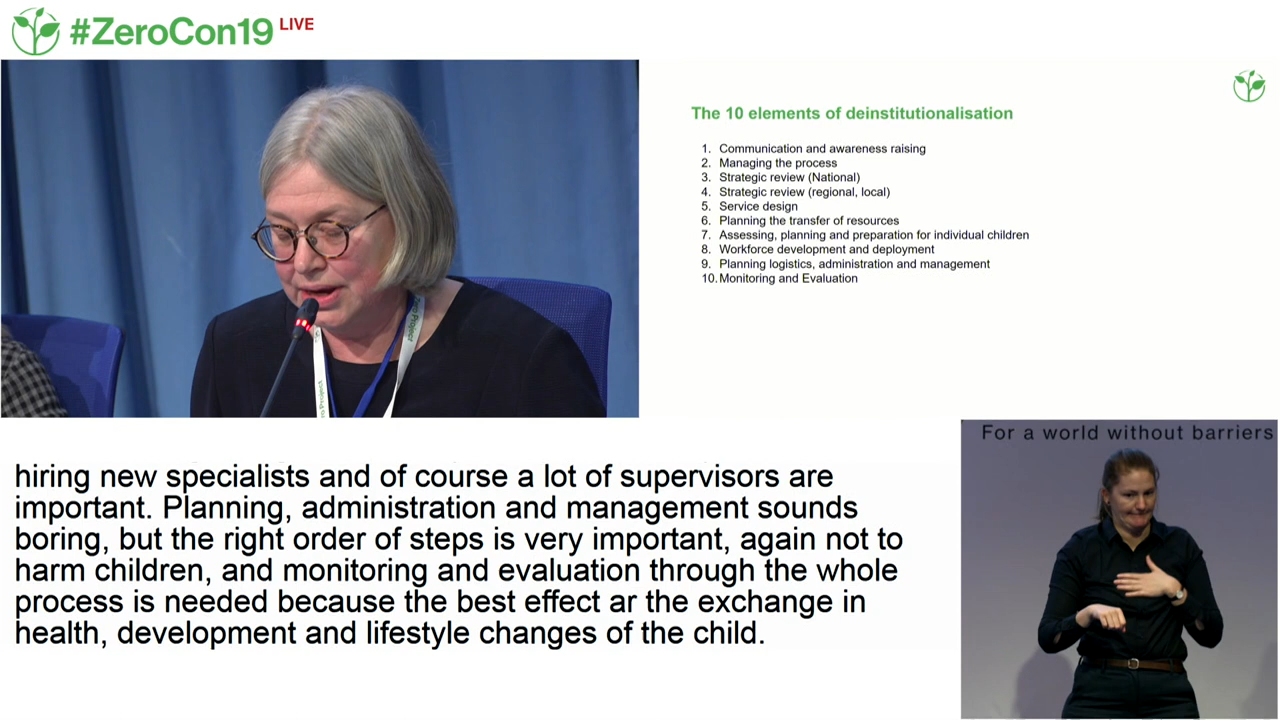 #ZeroCon19 LIVE
The 10 elements of deinstitutionalisation
1. Communication and awareness raising
2. Managing the process
3. Strategic review (National)
4. Strategic review (regional, local)
5. Service design
6. Planning the transfer of resources
7. Assessing, planning and preparation for individual children
8. Workforce development and deployment
9. Planning logistics, administration and management
10. Monitoring and Evaluation
Project
For a world without barriers
hiring new specialists and of course a lot of supervisors are
important. Planning, administration and management sounds
boring, but the right order of steps is very important, again not to
harm children, and monitoring and evaluation through the whole
process is needed because the best effect ar the exchange in
health, development and lifestyle changes of the child.